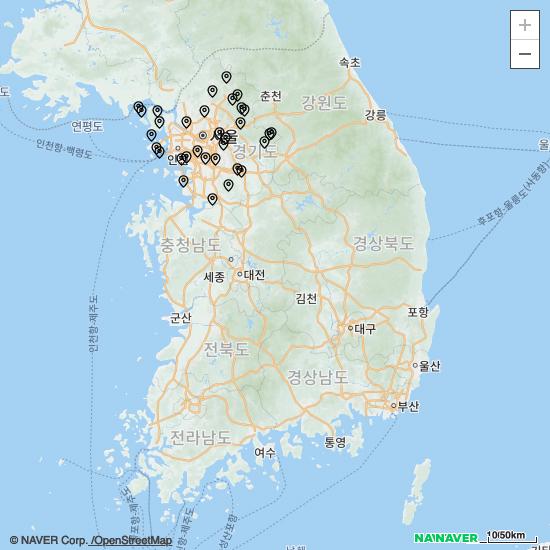 +
−
속초
춘천
강원도
강릉
연평도
서울
인천항-백령도
인천
경기도
울
후포항-울릉도(사동항)
충청남도
경상북도
세종
대전
김천
인천항-제주도
군산
포항
전북도
대구
울산
경상남도
부산
전라남도
여수
통영
© NAVER Corp. /OpenStreetMap
NAVER
10/50km